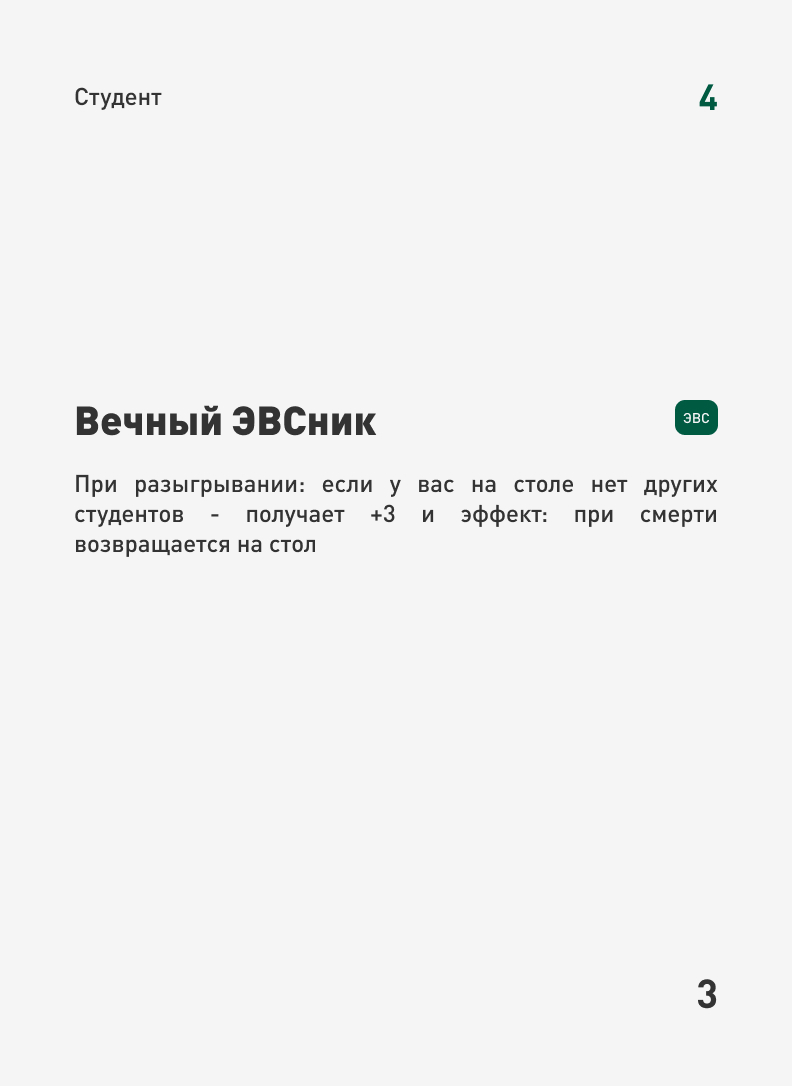 Студент
4
Вечный ЭВСник
ЭВС
При разыгрывании: если у вас на столе нет других
студентов - получает +3 и эффект: при смерти
возвращается на стол
3